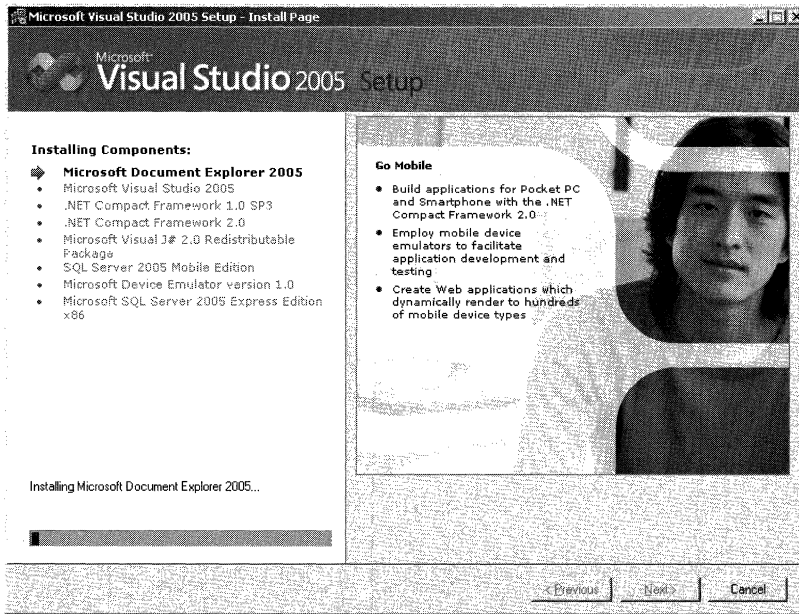 Microsoft Visual Studio 2005 Setup - Install Page
Microsoft
Visual Studio 2005 Setup
Installing Components:
Microsoft Document Explorer 2005
• Microsoft Visual Studio 2005
• .NET Compact Framework 1.0 SP3
• .NET Compact Framework 2.0
• Microsoft Visual J# 2.0 Redistributable
Package
• SQL Server 2005 Mobile Edition
• Microsoft Device Emulator version 1.0
• Microsoft SQL Server 2005 Express Edition
x86
Installing Microsoft Document Explorer 2005...
Go Mobile
• Build applications for Pocket PC
and Smartphone with the .NET
Compact Framework 2.0
• Employ mobile device
emulators to facilitate
application development and
testing
• Create Web applications which
dynamically render to hundreds
of mobile device types
< Previous
Next >
Cancel